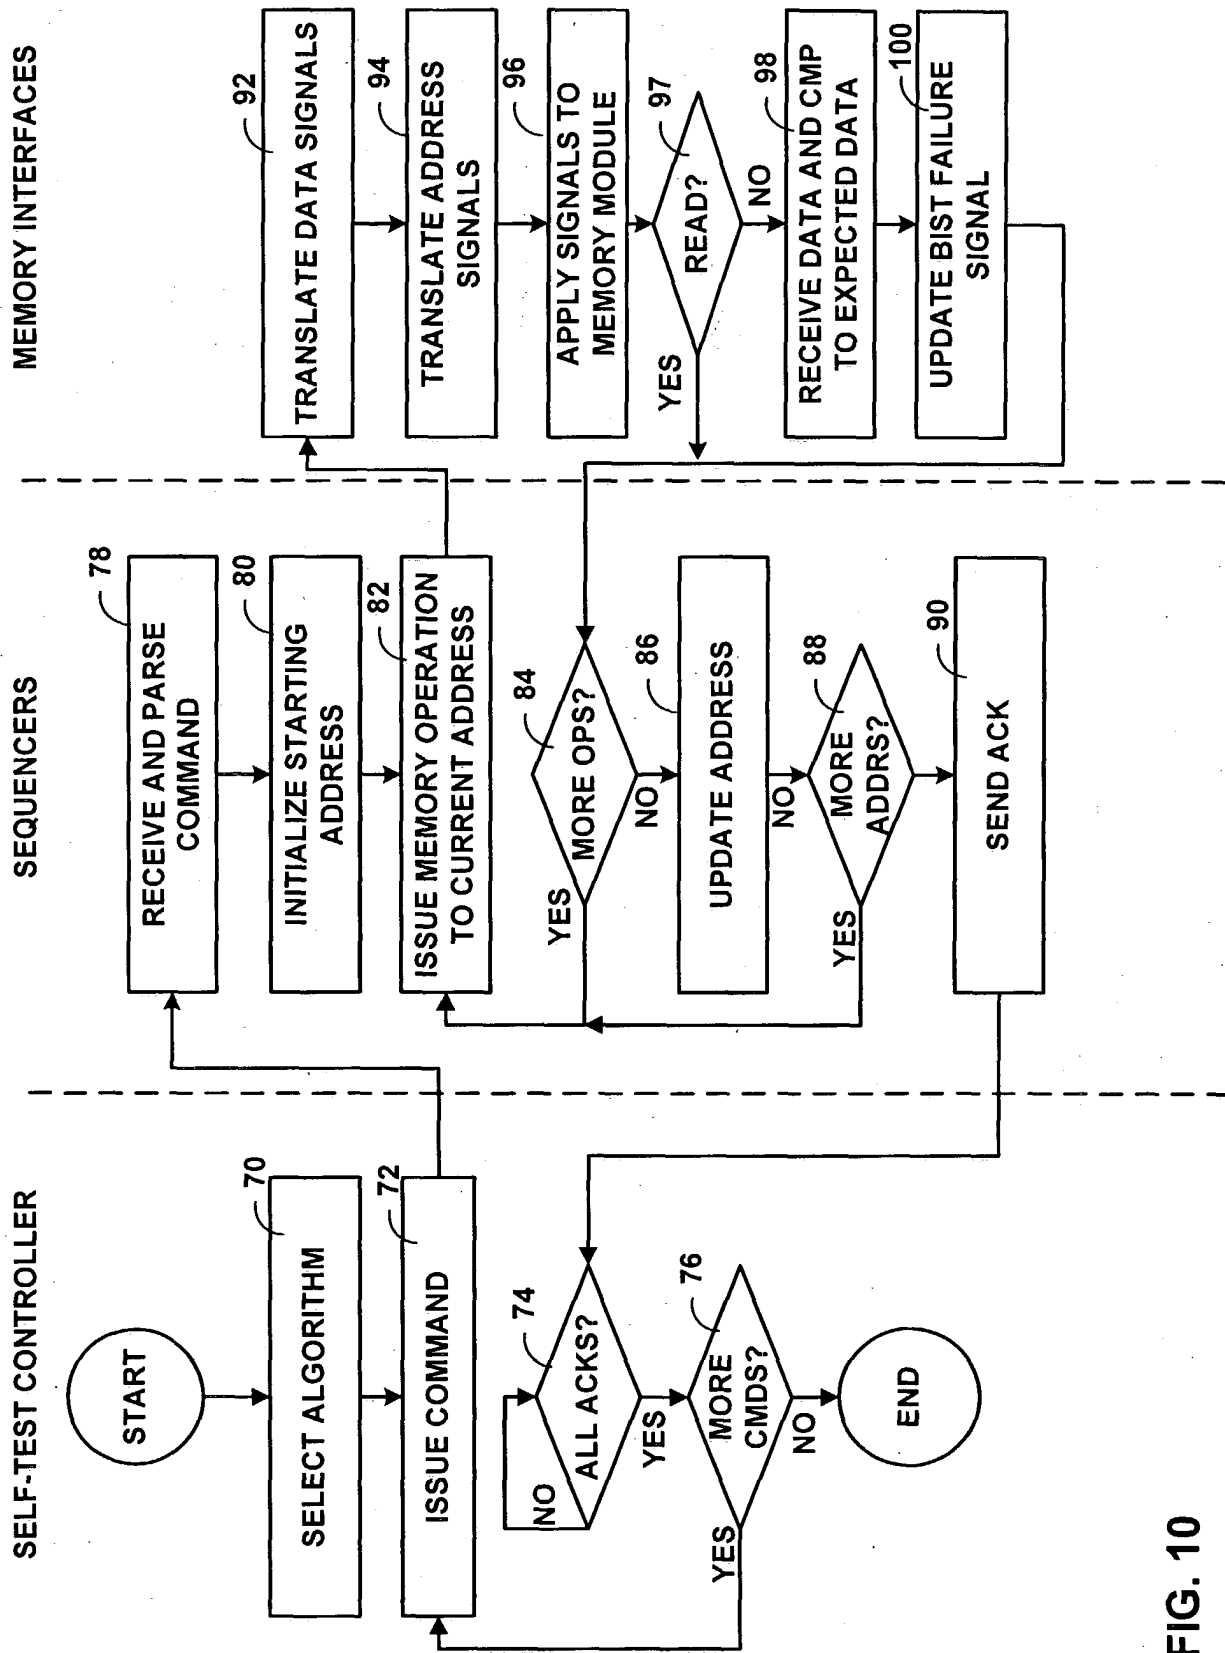 SELF-TEST CONTROLLER
START
70
SELECT ALGORITHM
72
ISSUE COMMAND
74
ALL ACKS?
NO
YES
76
MORE
CMDS?
YES
NO
END
SEQUENCERS
78
RECEIVE AND PARSE
COMMAND
80
INITIALIZE STARTING
ADDRESS
82
ISSUE MEMORY OPERATION
TO CURRENT ADDRESS
84
MORE OPS?
YES
NO
86
UPDATE ADDRESS
NO
88
MORE
ADDRS?
YES
90
SEND ACK
MEMORY INTERFACES
92
TRANSLATE DATA SIGNALS
94
TRANSLATE ADDRESS
SIGNALS
96
APPLY SIGNALS TO
MEMORY MODULE
97
READ?
YES
NO
98
RECEIVE DATA AND CMP
TO EXPECTED DATA
100
UPDATE BIST FAILURE
SIGNAL
FIG. 10